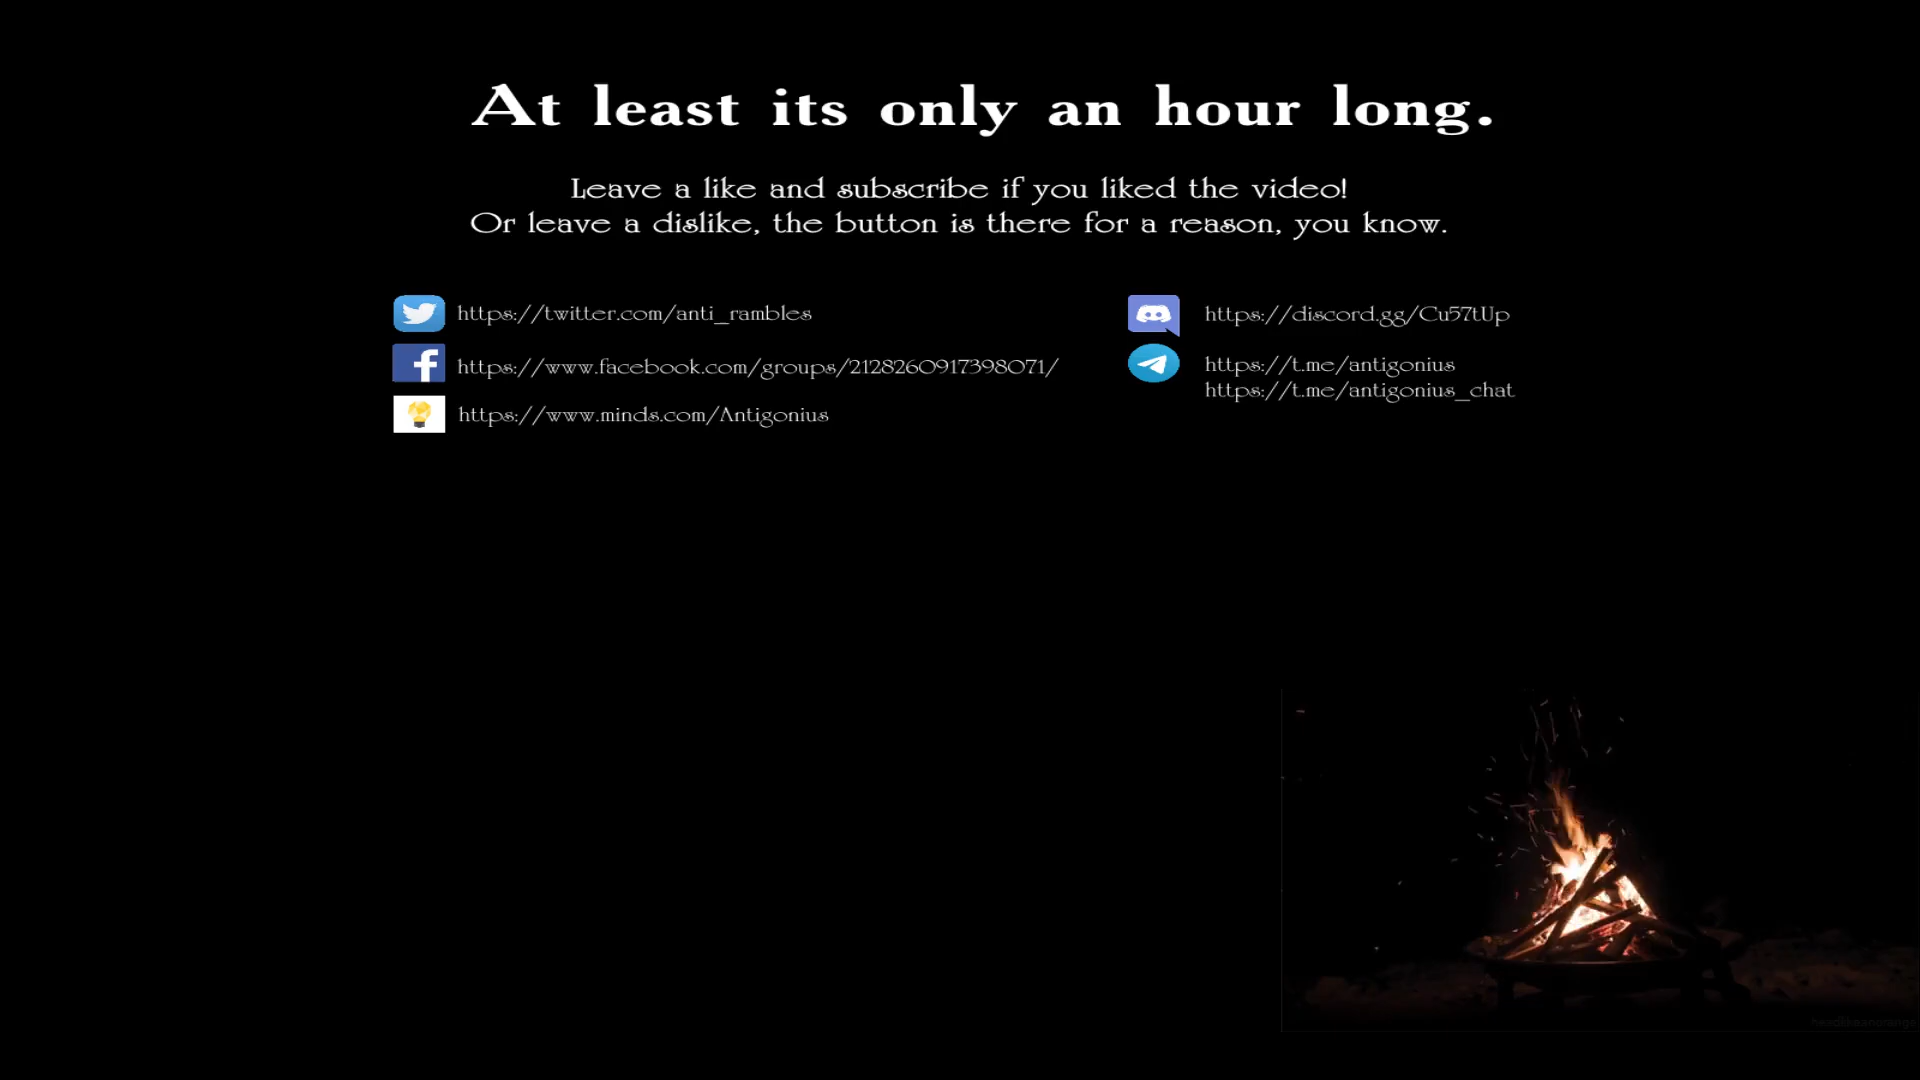 At least its only an hour long.
Leave a like and subscribe if you liked the video!
Or leave a dislike, the button is there for a reason, you know.
https://twitter.com/anti_rambles
https://www.facebook.com/groups/2128260917398071/
https://www.minds.com/Antigonius
https://discord.gg/Cu57tUp
https://t.me/antigonius
https://t.me/antigonius_chat